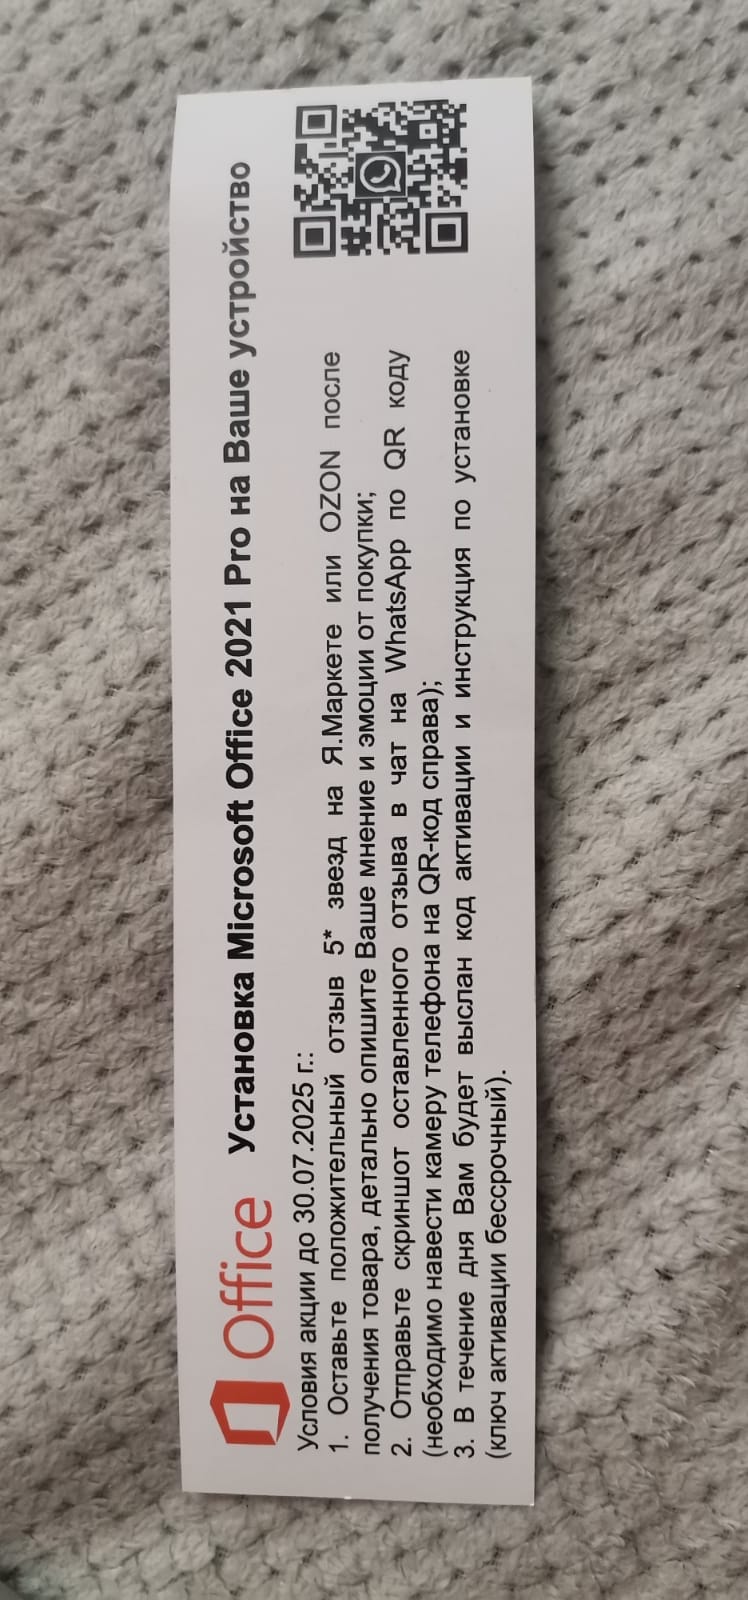 Office Установка Microsoft Office 2021 Pro на Ваше устройство
Условия акции до 30.07.2025 г.:
1. Оставьте положительный отзыв 5* звезд на Я.Маркете или OZON после
получения товара, детально опишите Ваше мнение и эмоции от покупки;
2. Отправьте скриншот оставленного отзыва в чат на WhatsApp по QR коду
(необходимо навести камеру телефона на QR-код справа);
3. В течение дня Вам будет выслан код активации и инструкция по установке
(ключ активации бессрочный).